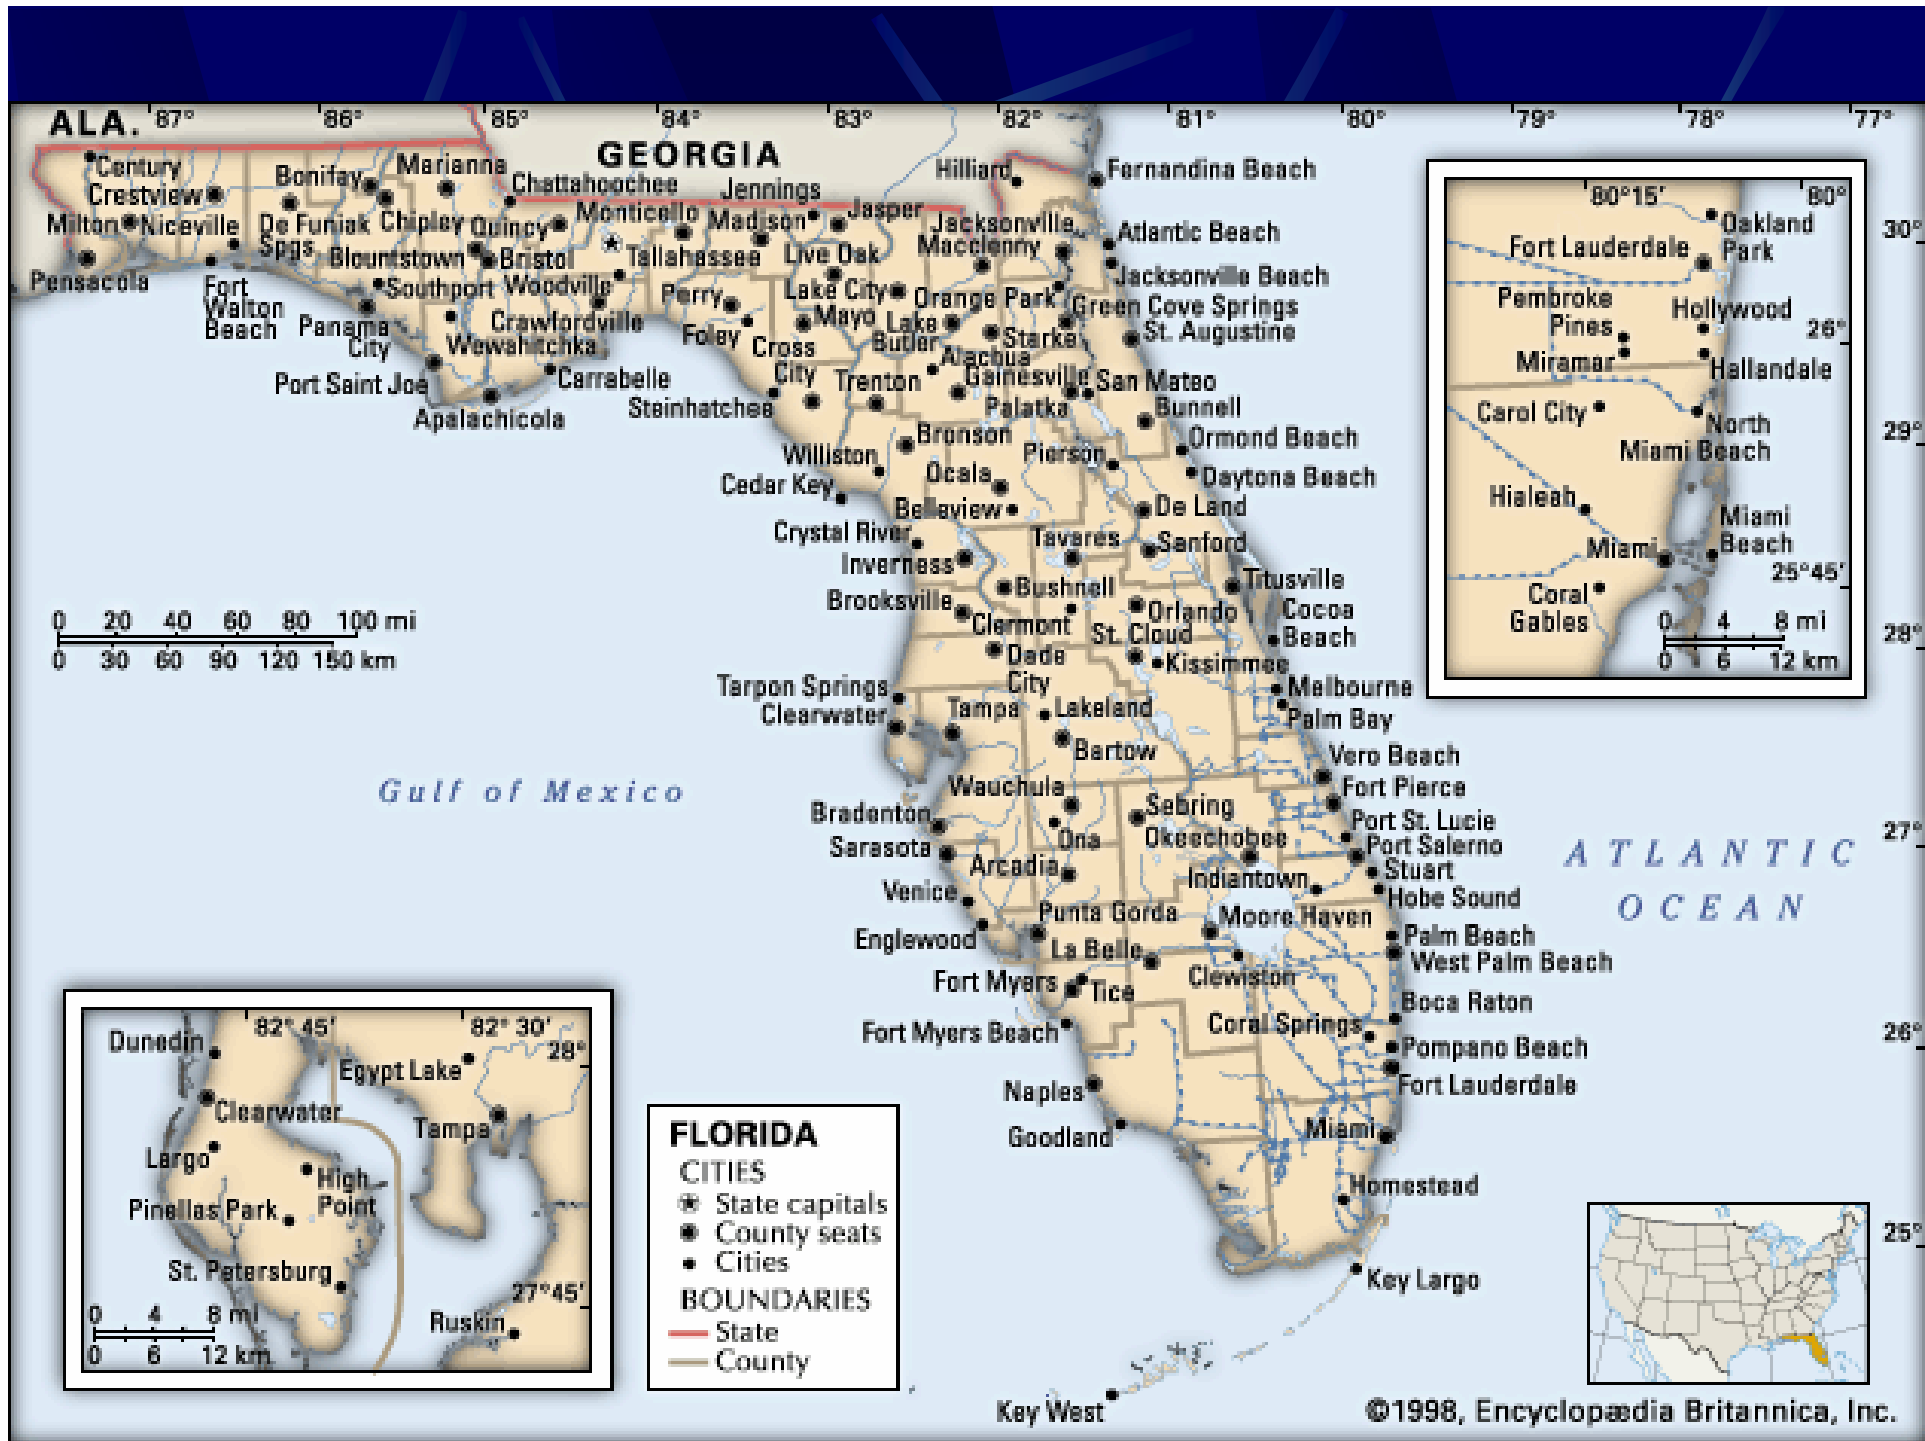 ALA.
87°
86°
85°
84°
83°
82°
81°
80°
79°
78°
77°
GEORGIA
Century
Crestview
Bonifay
Marianna
Chattahoochee
Jennings
Hilliard
Fernandina Beach
Milton
Niceville
De Funiak
Spgs
Chipley
Quincy
Monticello
Madison
Jasper
Jacksonville
Macclenny
Atlantic Beach
30°
Pensacola
Fort
Walton
Beach
Blountstown
Bristol
Tallahassee
Live Oak
Jacksonville Beach
Southport
Woodville
Perry
Lake City
Orange Park
Green Cove Springs
Panama
City
Crawfordville
Wewahitchka
Foley
Mayo
Lake
Butler
Starke
St. Augustine
Cross
City
Alachua
Port Saint Joe
Carrabelle
Trenton
Gainesville
San Mateo
Steinhatchee
Palatka
Bunnell
Apalachicola
Bronson
Ormond Beach
29°
Williston
Pierson
Cedar Key
Ocala
Daytona Beach
Belleview
De Land
Crystal River
Tavares
Sanford
Inverness
Bushnell
Titusville
Brooksville
Clermont
Orlando
Cocoa
Beach
St. Cloud
28°
Dade
City
Kissimmee
Tarpon Springs
Melbourne
Clearwater
Tampa
Lakeland
Palm Bay
Bartow
Vero Beach
Wauchula
Fort Pierce
Bradenton
Sebring
Port St. Lucie
Ona
Okeechobee
27°
Sarasota
Port Salerno
Arcadia
Stuart
Indiantown
Venice
Hobe Sound
Punta Gorda
Moore Haven
Englewood
Palm Beach
La Belle
West Palm Beach
Fort Myers
Tice
Clewiston
Boca Raton
Fort Myers Beach
Coral Springs
26°
Pompano Beach
Naples
Fort Lauderdale
Goodland
Miami
Homestead
25°
Key Largo
Key West
0 20 40 60 80 100 mi
0 30 60 90 120 150 km
Gulf of Mexico
ATLANTIC
OCEAN
80°15′
80°
Oakland
Park
Fort Lauderdale
Pembroke
Pines
Hollywood
26°
Miramar
Hallandale
Carol City
North
Miami Beach
Hialeah
Miami
Beach
Miami
25°45′
Coral
Gables
0 4 8 mi
0 6 12 km
82° 45′
82° 30′
28°
Dunedin
Egypt Lake
Clearwater
Tampa
Largo
High
Point
Pinellas Park
St. Petersburg
27°45′
0 4 8 mi
0 6 12 km
Ruskin
FLORIDA
CITIES
State capitals
County seats
Cities
BOUNDARIES
State
County
©1998, Encyclopædia Britannica, Inc.